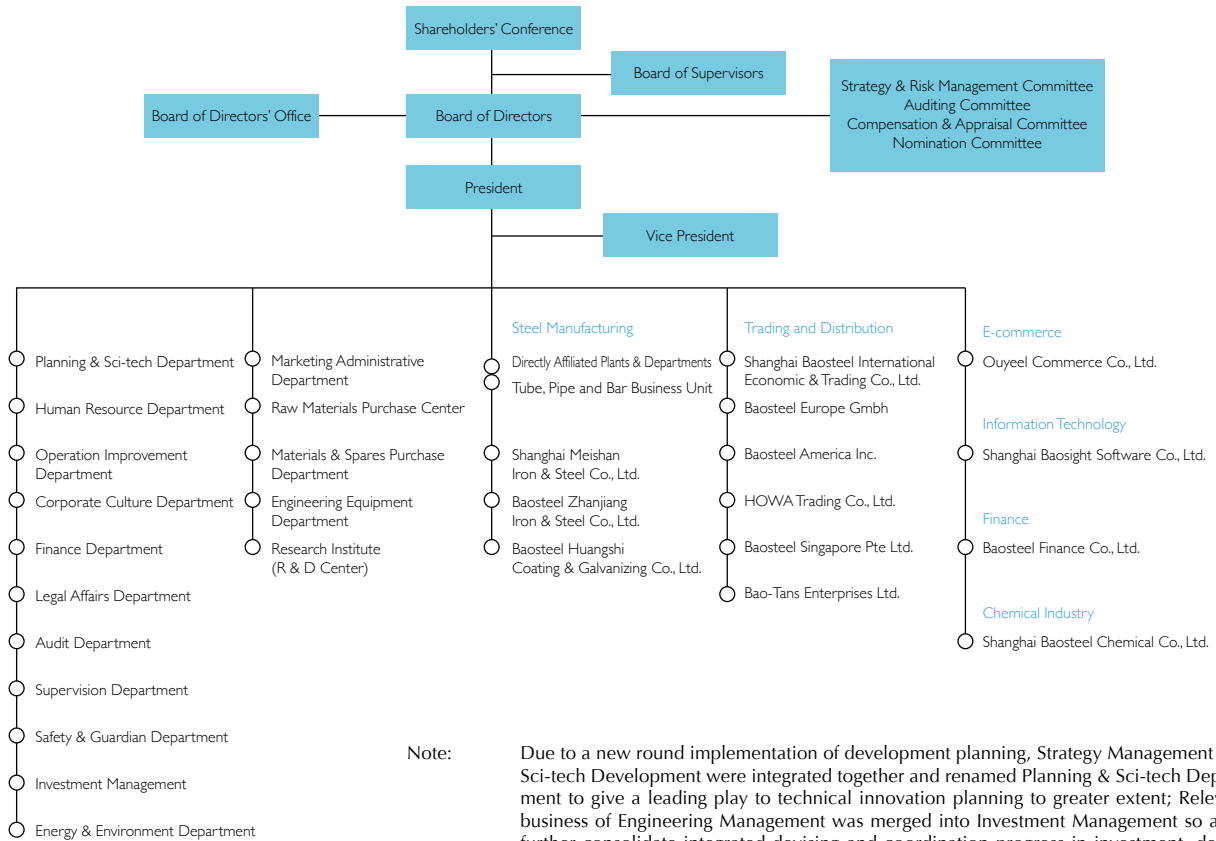 Shareholders' Conference
Board of Supervisors
Strategy & Risk Management Committee
Auditing Committee
Compensation & Appraisal Committee
Nomination Committee
Board of Directors' Office
Board of Directors
President
Vice President
Planning & Sci-tech Department
Human Resource Department
Operation Improvement
Department
Corporate Culture Department
Finance Department
Legal Affairs Department
Audit Department
Supervision Department
Safety & Guardian Department
Investment Management
Energy & Environment Department
Marketing Administrative
Department
Raw Materials Purchase Center
Materials & Spares Purchase
Department
Engineering Equipment
Department
Research Institute
(R & D Center)
Steel Manufacturing
Directly Affiliated Plants & Departments
Tube, Pipe and Bar Business Unit
Shanghai Meishan
Iron & Steel Co., Ltd.
Baosteel Zhanjiang
Iron & Steel Co., Ltd.
Baosteel Huangshi
Coating & Galvanizing Co., Ltd.
Trading and Distribution
Shanghai Baosteel International
Economic & Trading Co., Ltd.
Baosteel Europe Gmbh
Baosteel America Inc.
HOWA Trading Co., Ltd.
Baosteel Singapore Pte Ltd.
Bao-Tans Enterprises Ltd.
E-commerce
Ouyeel Commerce Co., Ltd.
Information Technology
Shanghai Baosight Software Co., Ltd.
Finance
Baosteel Finance Co., Ltd.
Chemical Industry
Shanghai Baosteel Chemical Co., Ltd.
Note: Due to a new round implementation of development planning, Strategy Management
Sci-tech Development were integrated together and renamed Planning & Sci-tech Dep
ment to give a leading play to technical innovation planning to greater extent; Relev
business of Engineering Management was merged into Investment Management so a